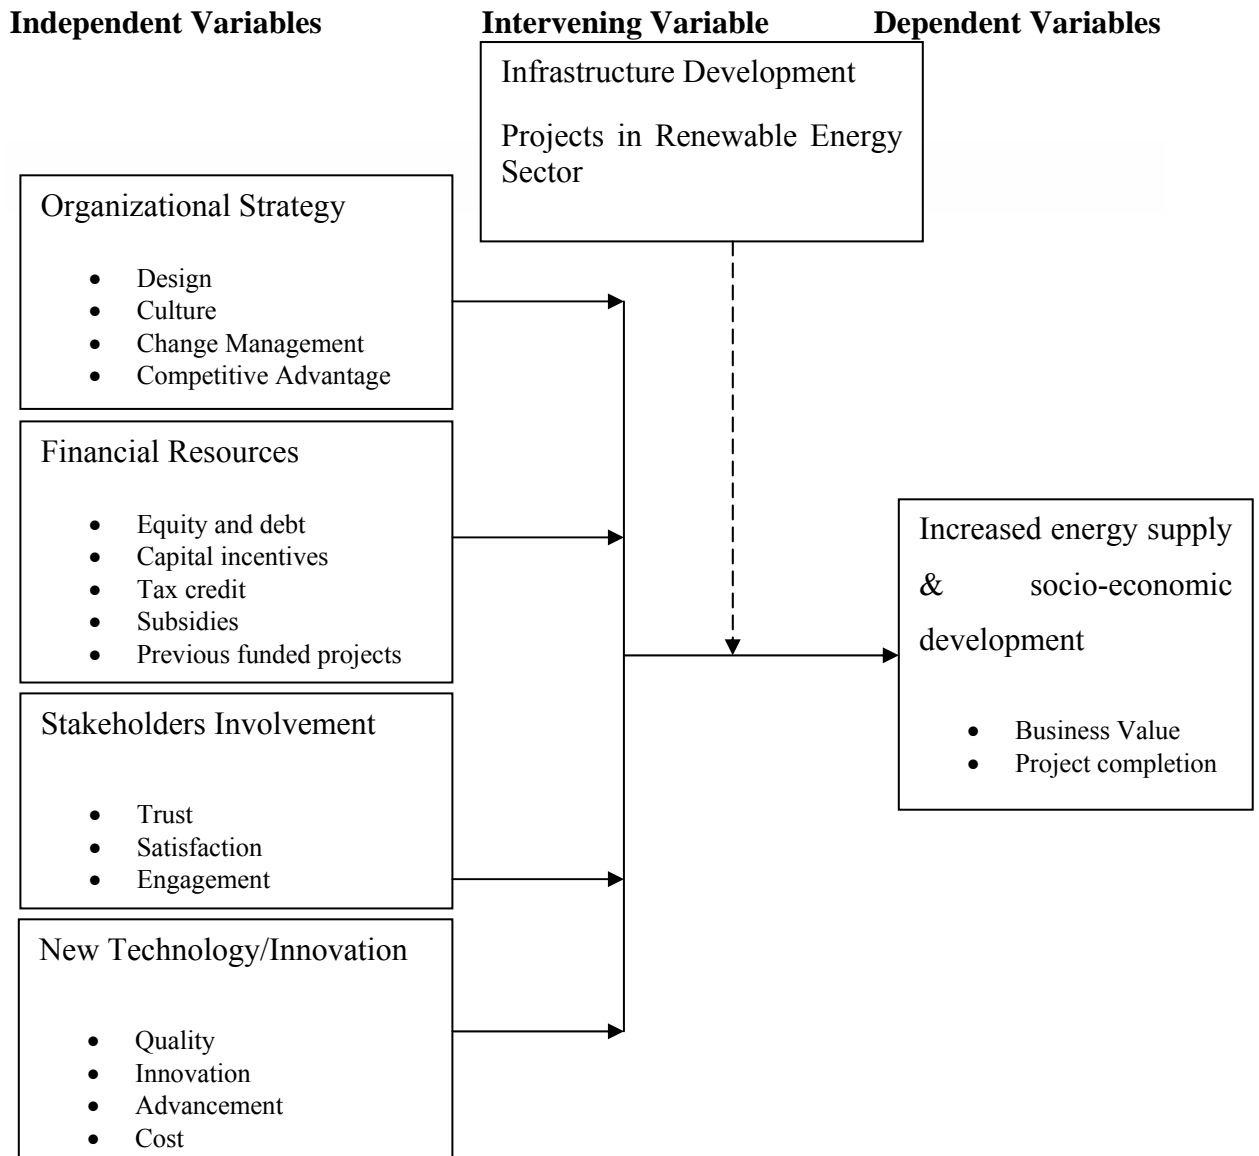 Independent Variables
Intervening Variable
Dependent Variables
Infrastructure Development
Projects in Renewable Energy
Sector
Organizational Strategy
• Design
• Culture
• Change Management
• Competitive Advantage
Financial Resources
• Equity and debt
• Capital incentives
• Tax credit
• Subsidies
• Previous funded projects
Stakeholders Involvement
• Trust
• Satisfaction
• Engagement
New Technology/Innovation
• Quality
• Innovation
• Advancement
• Cost
Increased energy supply
& socio-economic
development
• Business Value
• Project completion